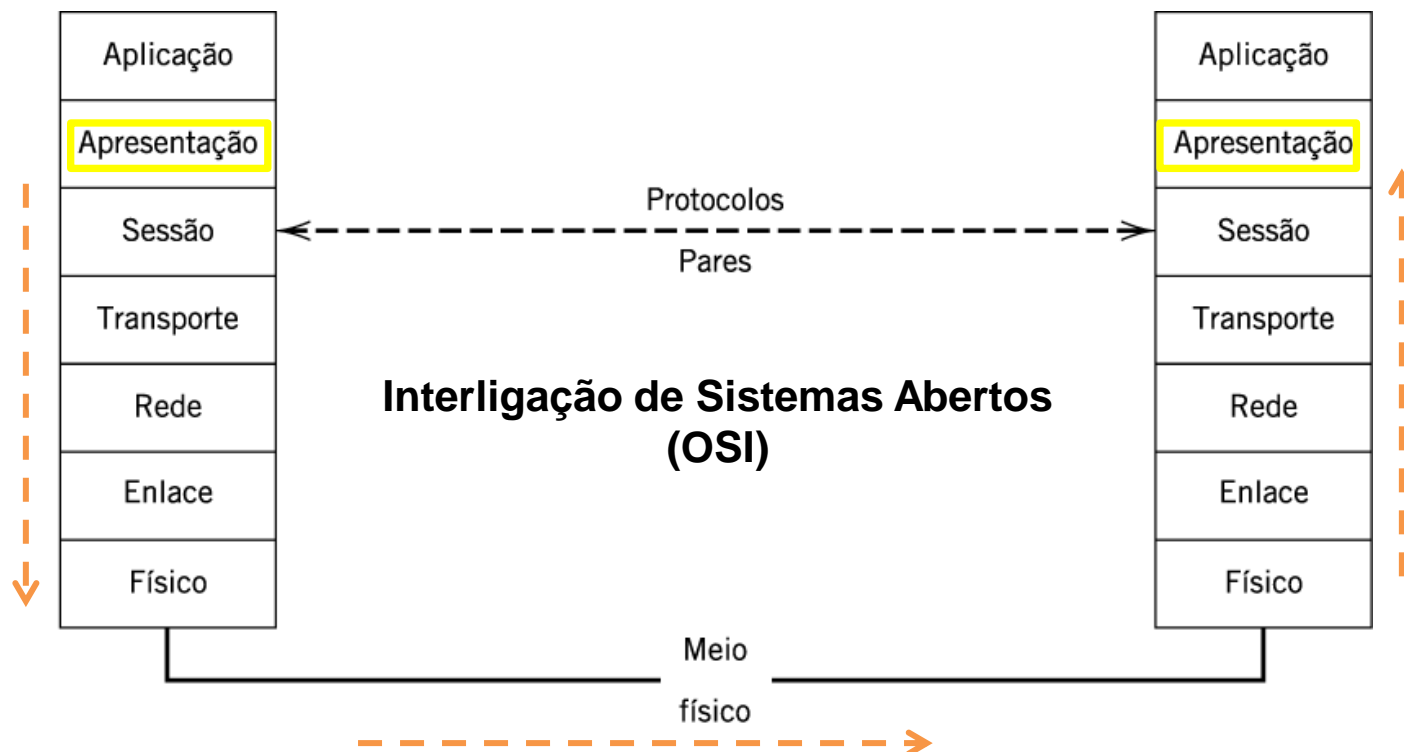 Aplicação
Apresentação
Sessão
Transporte
Rede
Enlace
Físico
Protocolos
Pares
Interligação de Sistemas Abertos
(OSI)
Meio
físico
Aplicação
Apresentação
Sessão
Transporte
Rede
Enlace
Físico